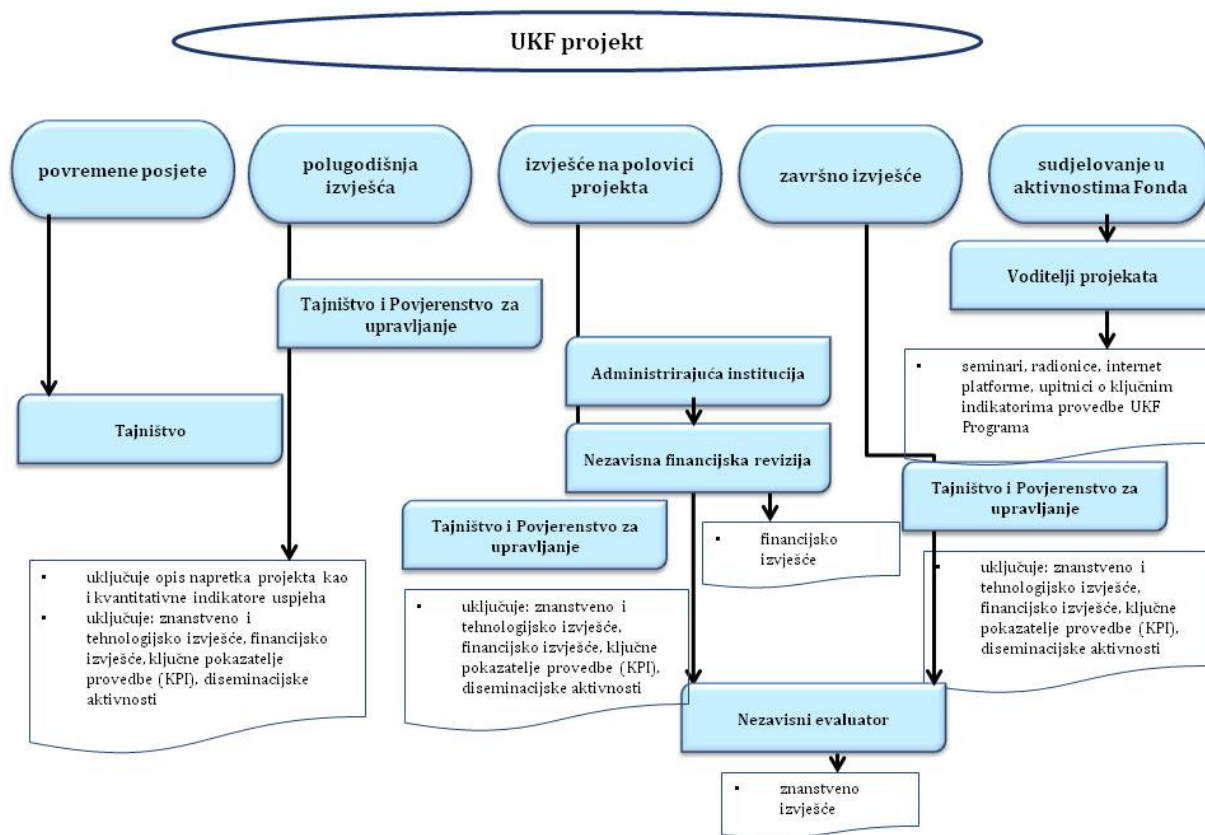 UKF projekt
povremene posjete
polugodišnja
izvješća
izvješće na polovici
projekta
završno izvješće
sudjelovanje u
aktivnostima Fonda
Voditelji projekata
Tajništvo i Povjerenstvo za
upravljanje
Administrirajuća institucija
▪ seminari, radionice, internet
platforme, upitnici o ključnim
indikatorima provedbe UKF
Programa
Tajništvo
Nezavisna financijska revizija
Tajništvo i Povjerenstvo za
upravljanje
Tajništvo i Povjerenstvo za
upravljanje
▪ financijsko
izvješće
▪ uključuje opis napretka projekta kao
i kvantitativne indikatore uspjeha
▪ uključuje: znanstveno i
tehnologijsko izvješće, financijsko
izvješće, ključne pokazatelje
provedbe (KPI), diseminacijske
aktivnosti
▪ uključuje: znanstveno i
tehnologijsko izvješće,
financijsko izvješće, ključne
pokazatelje provedbe (KPI),
diseminacijske aktivnosti
▪ uključuje: znanstveno i
tehnologijsko izvješće,
financijsko izvješće, ključne
pokazatelje provedbe (KPI),
diseminacijske aktivnosti
Nezavisni evaluator
▪ znanstveno
izvješće